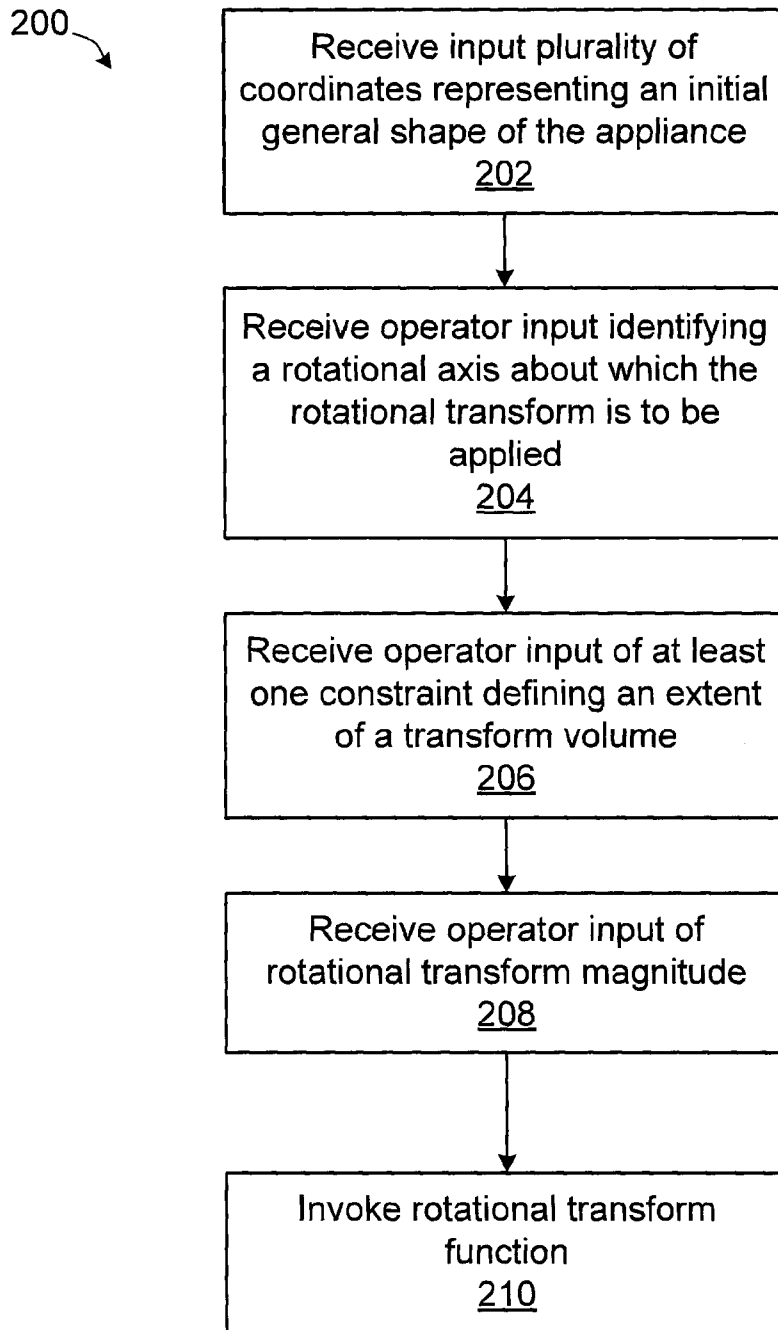 200
Receive input plurality of
coordinates representing an initial
general shape of the appliance
202
Receive operator input identifying
a rotational axis about which the
rotational transform is to be
applied
204
Receive operator input of at least
one constraint defining an extent
of a transform volume
206
Receive operator input of
rotational transform magnitude
208
Invoke rotational transform
function
210